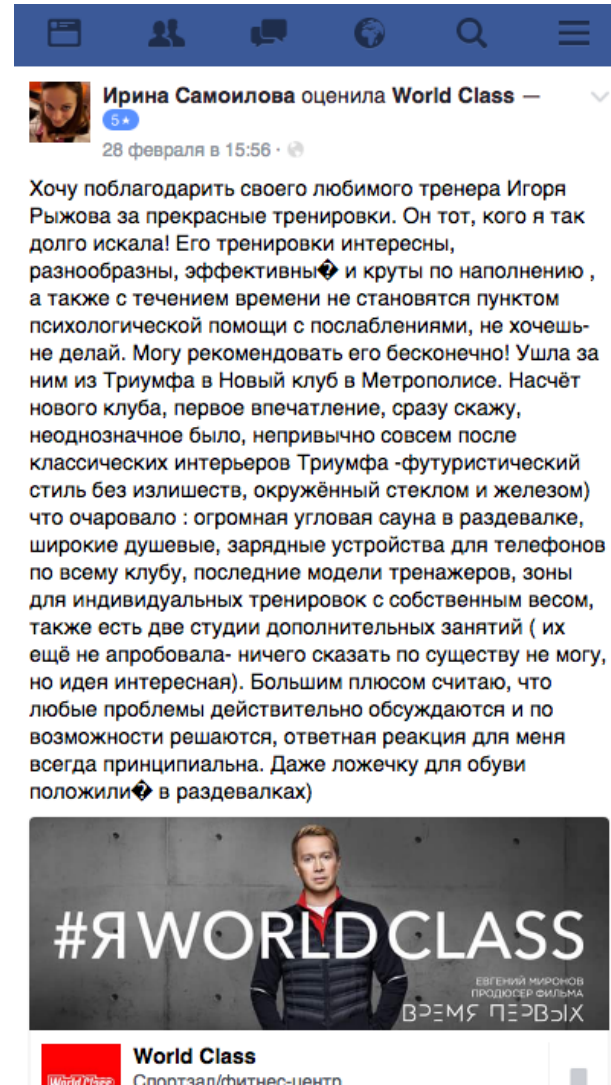 Ирина Самоилова оценила World Class —
5★
28 февраля в 15:56 ·
Хочу поблагодарить своего любимого тренера Игоря
Рыжова за прекрасные тренировки. Он тот, кого я так
долго искала! Его тренировки интересны,
разнообразны, эффективны� и круты по наполнению ,
а также с течением времени не становятся пунктом
психологической помощи с послаблениями, не хочешь-
не делай. Могу рекомендовать его бесконечно! Ушла за
ним из Триумфа в Новый клуб в Метрополисе. Насчёт
нового клуба, первое впечатление, сразу скажу,
неоднозначное было, непривычно совсем после
классических интерьеров Триумфа -футуристический
стиль без излишеств, окружённый стеклом и железом)
что очаровало : огромная угловая сауна в раздевалке,
широкие душевые, зарядные устройства для телефонов
по всему клубу, последние модели тренажеров, зоны
для индивидуальных тренировок с собственным весом,
также есть две студии дополнительных занятий ( их
ещё не апробовала- ничего сказать по существу не могу,
но идея интересная). Большим плюсом считаю, что
любые проблемы действительно обсуждаются и по
возможности решаются, ответная реакция для меня
всегда принципиальна. Даже ложечку для обуви
положили� в раздевалках)
#ЯWORLDCLASS
ЕВГЕНИЙ МИРОНОВ
ПРОДЮСЕР ФИЛЬМА
ВРЕМЯ ПЕРВЫХ
World Class
World Class
Спортзал/фитнес-центр